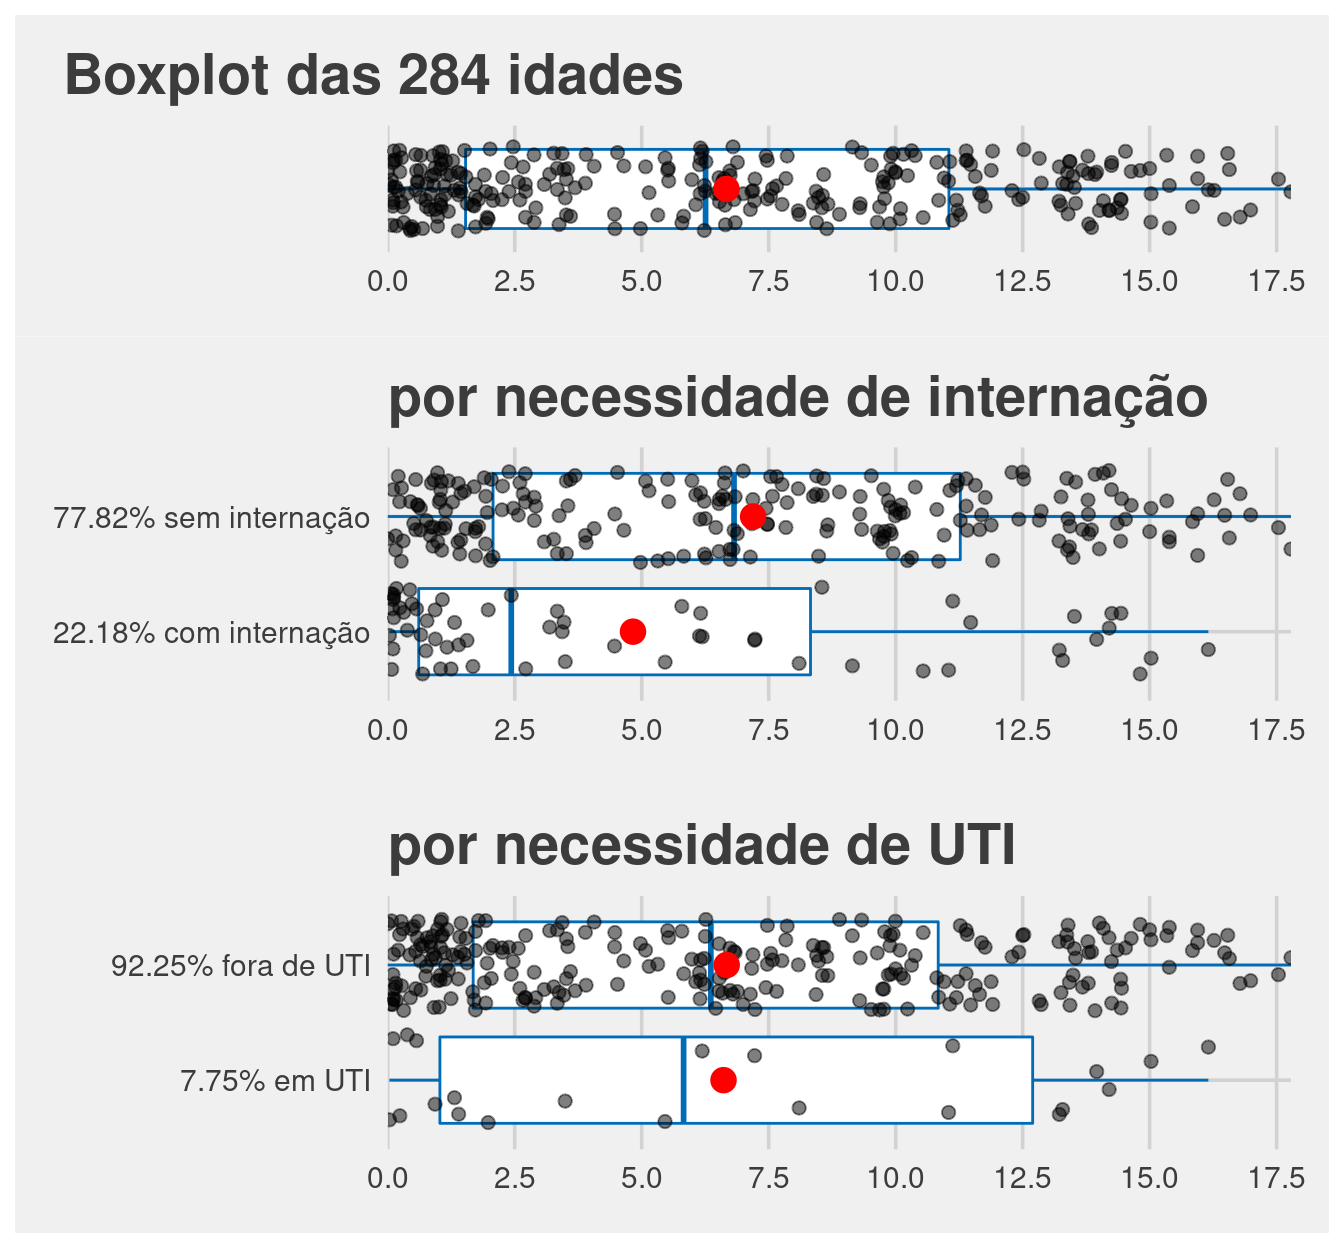 Boxplot das 284 idades
0.0 2.5 5.0 7.5 10.0 12.5 15.0 17.5
por necessidade de internação
77.82% sem internação
22.18% com internação
0.0 2.5 5.0 7.5 10.0 12.5 15.0 17.5
por necessidade de UTI
92.25% fora de UTI
7.75% em UTI
0.0 2.5 5.0 7.5 10.0 12.5 15.0 17.5